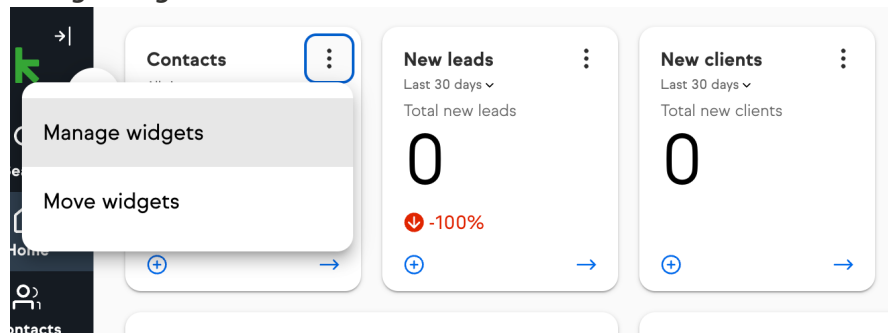 Contacts
New leads
New clients
Last 30 days
Last 30 days
Total new leads
Total new clients
Manage widgets
0
0
Move widgets
-100%
Home